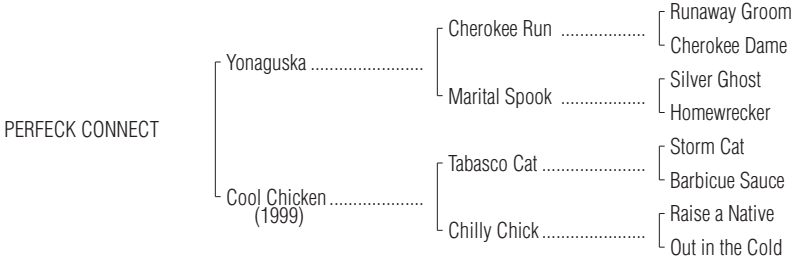 Runaway Groom
Cherokee Run ...................
Cherokee Dame
Yonaguska ........................
Silver Ghost
Marital Spook ...................
Homewrecker
PERFECK CONNECT
Storm Cat
Tabasco Cat .......................
Barbicue Sauce
Cool Chicken ....................
(1999)
Raise a Native
Chilly Chick .......................
Out in the Cold